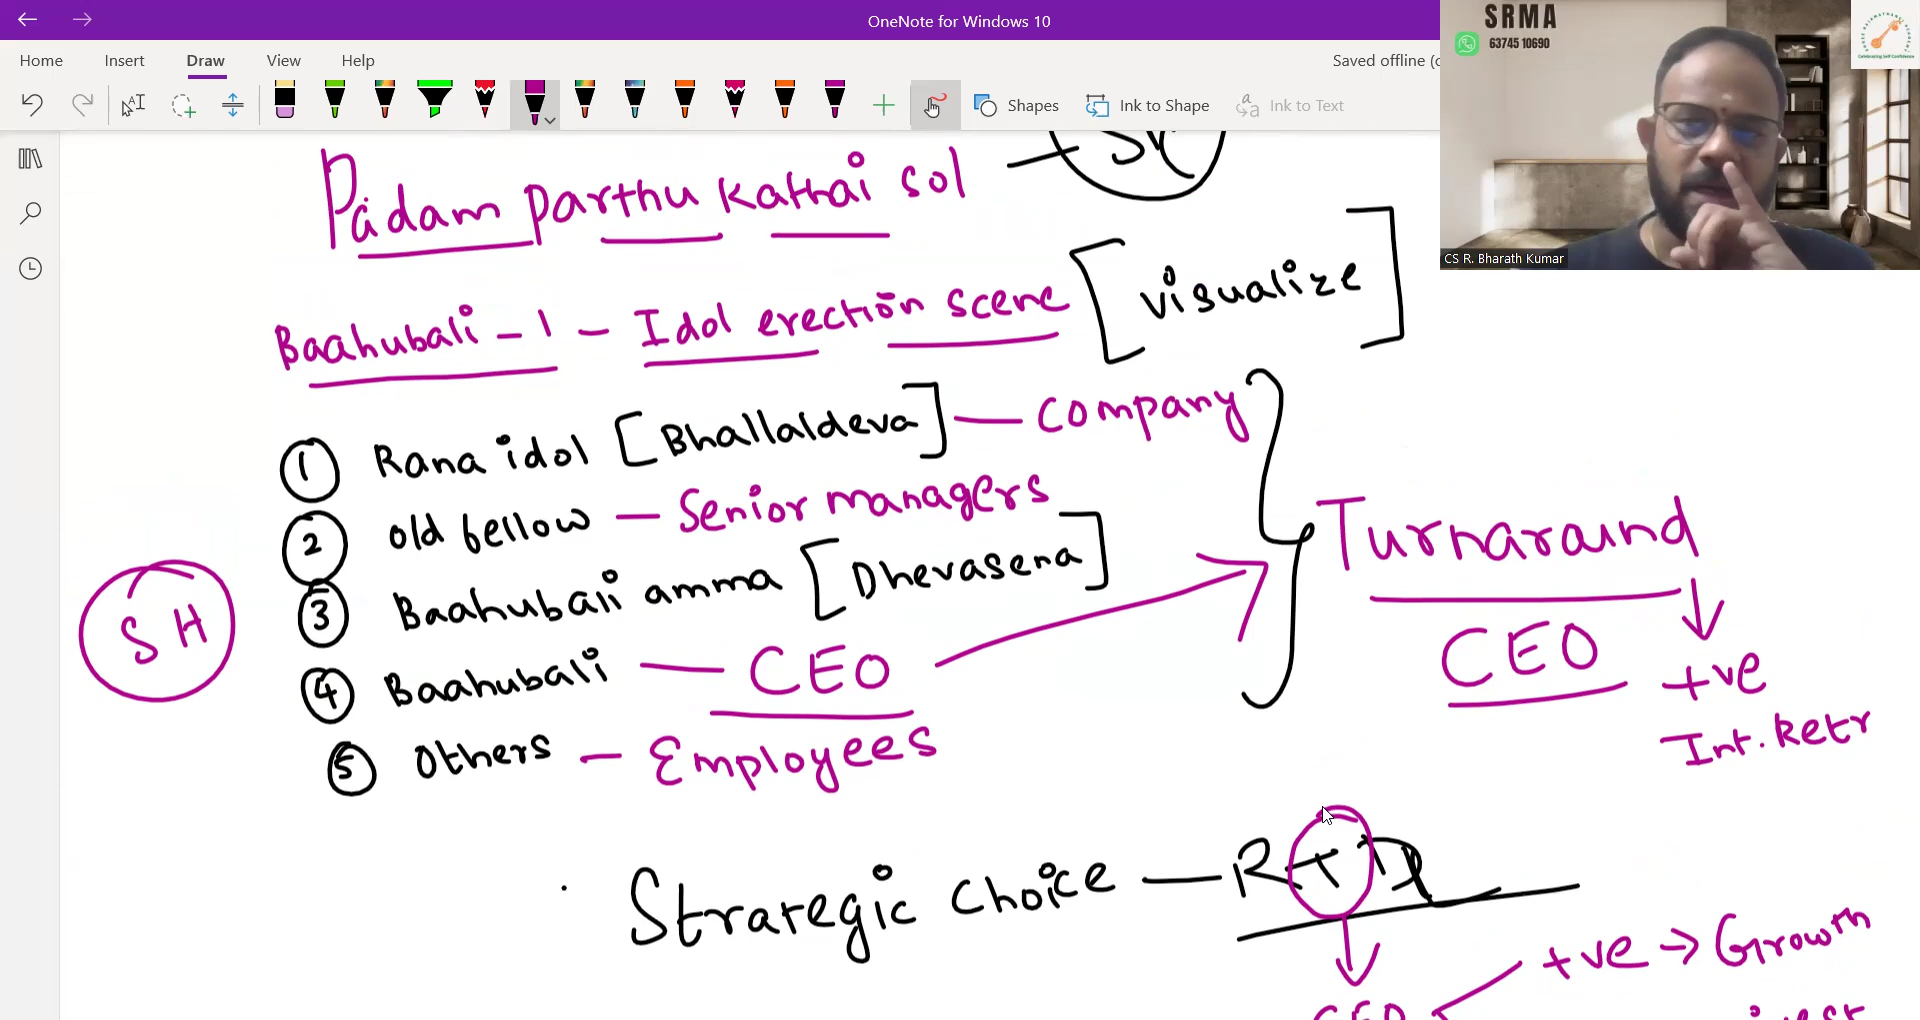 OneNote for Windows 10
SRMA
63745 10690
Home Insert Draw View Help
Saved offline (c
Shapes Ink to Shape Ink to Text
CS R. Bharath Kumar
Padam parthu kathai sol
Baahubali - 1 - Idol erection scene [visualize]
1 Rana idol [Bhallaldeva] - Company
2 old fellow - Senior managers
3 Baahubali amma [Dhevasena]
4 Baahubali - CEO
5 Others - Employees
SH
Turnaraund
CEO
+ve
Int. Retr
Strategic choice -
+ve → Growth
CEO